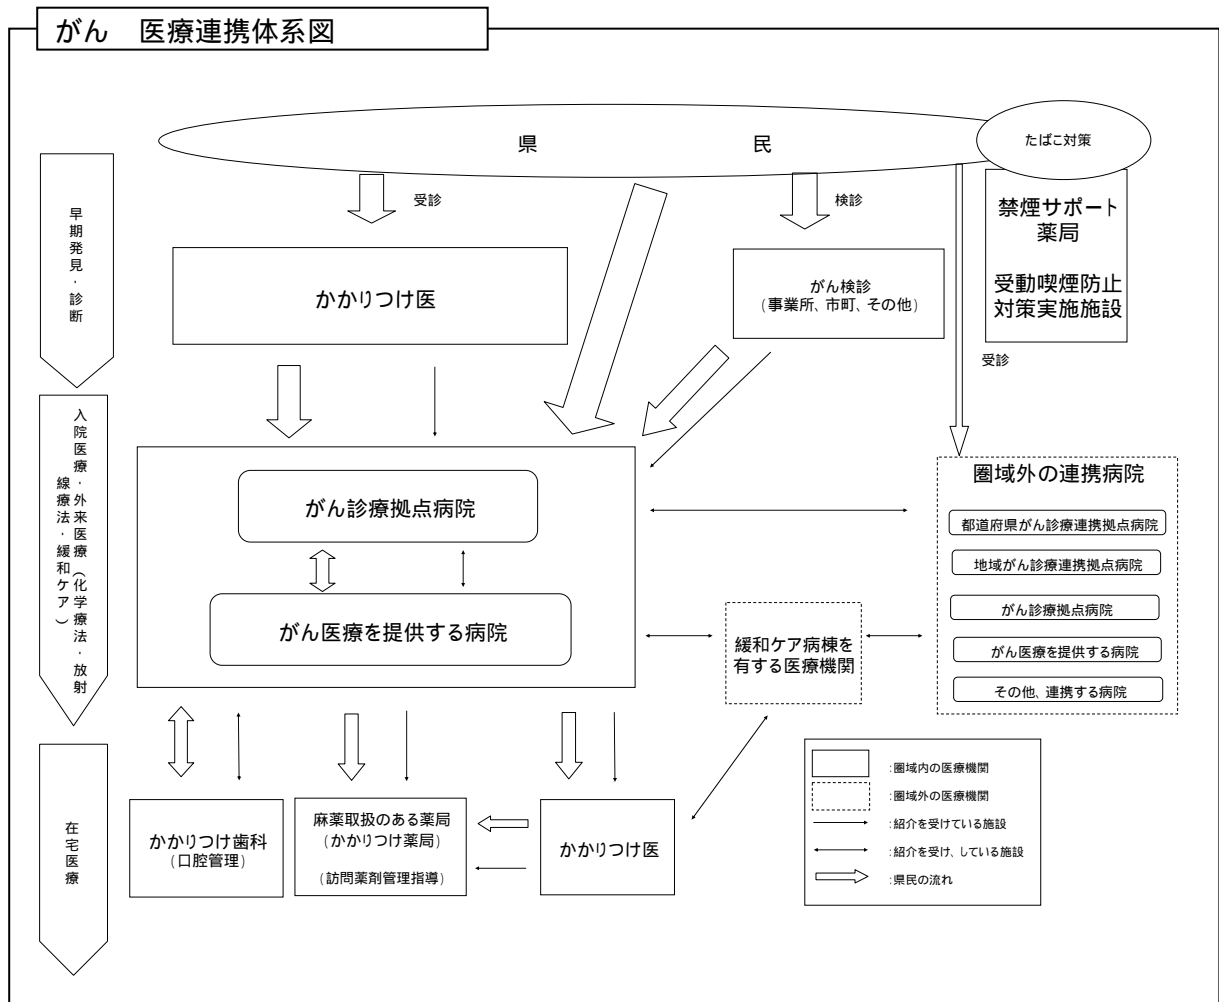 がん　医療連携体系図
県　民
たばこ対策
受診
検診
早期発見・診断
かかりつけ医
がん検診
(事業所、市町、その他)
禁煙サポート
薬局
受動喫煙防止
対策実施施設
受診
入院医療・外来医療(化学療法・放射
線療法・緩和ケア)
がん診療拠点病院
がん医療を提供する病院
圏域外の連携病院
都道府県がん診療連携拠点病院
地域がん診療連携拠点病院
がん診療拠点病院
がん医療を提供する病院
その他、連携する病院
緩和ケア病棟を
有する医療機関
在宅医療
かかりつけ歯科
(口腔管理)
麻薬取扱のある薬局
(かかりつけ薬局)
(訪問薬剤管理指導)
かかりつけ医
:圏域内の医療機関
:圏域外の医療機関
:紹介を受けている施設
:紹介を受け、している施設
:県民の流れ